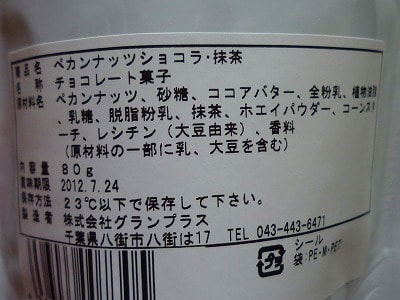 商品名 ペカンナッツショコラ・抹茶
名称 チョコレート菓子
原材料名 ペカンナッツ、砂糖、ココアバター、全粉乳、植物油脂
、乳糖、脱脂粉乳、抹茶、ホエイパウダー、コーンスタ
ーチ、レシチン（大豆由来）、香料
（原材料の一部に乳、大豆を含む）
内容量 80g
賞味期限 2012.7.24
保存方法 23℃以下で保存して下さい。
製造者 株式会社グランプラス
千葉県八街市八街は17 TEL 043-443-6471
プラ
シール
袋:PE・M・PET